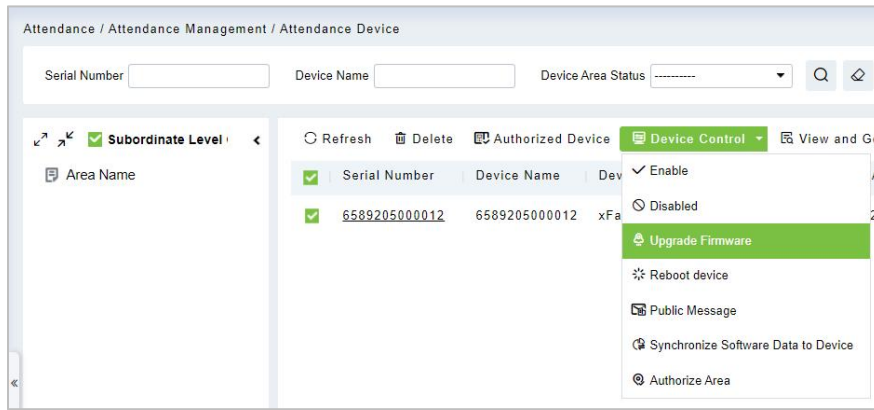 Attendance / Attendance Management / Attendance Device
Serial Number Device Name Device Area Status ----------
Subordinate Level Refresh Delete Authorized Device Device Control View and G
Area Name Serial Number Device Name Dev Enable
Disabled
6589205000012 6589205000012 xFa
Upgrade Firmware
Reboot device
Public Message
Synchronize Software Data to Device
Authorize Area